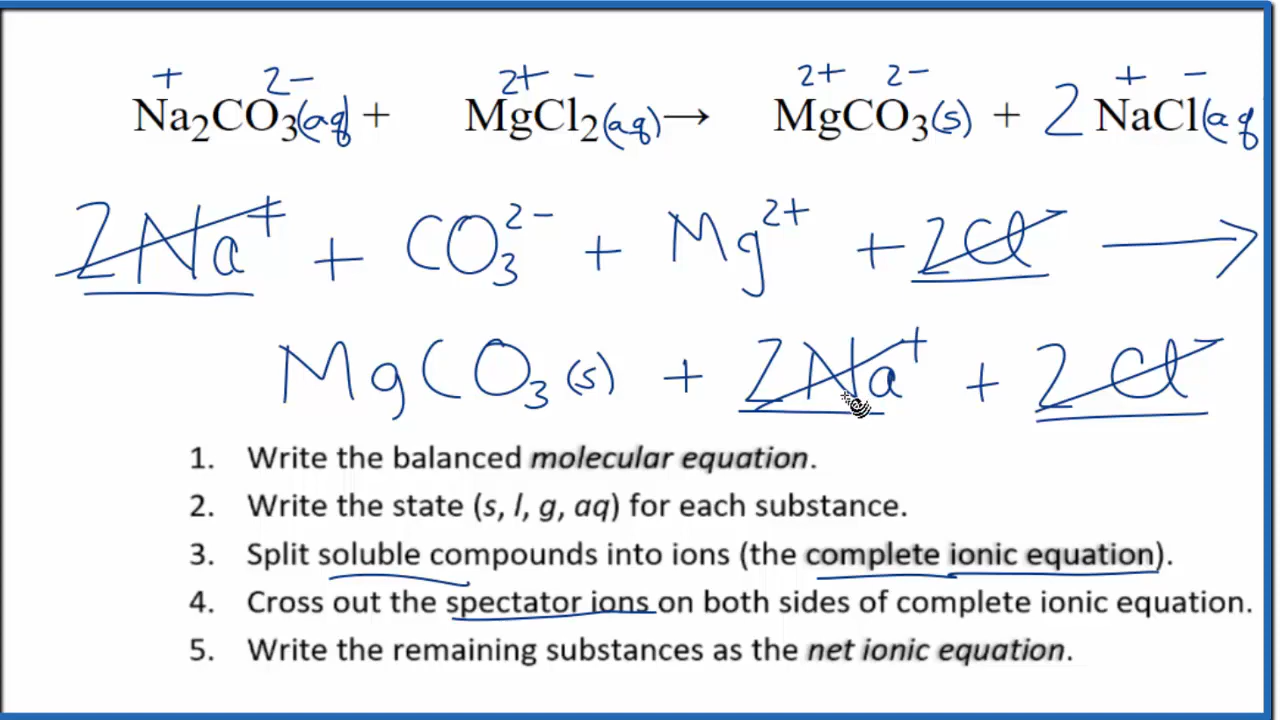 + 2− 2+ − 2+ 2− + −
Na₂CO₃(aq) + MgCl₂(aq) → MgCO₃(s) + 2 NaCl(aq
2Na⁺ + CO₃²⁻ + Mg²⁺ + 2Cl⁻ →
MgCO₃(s) + 2Na⁺ + 2Cl⁻
1. Write the balanced molecular equation.
2. Write the state (s, l, g, aq) for each substance.
3. Split soluble compounds into ions (the complete ionic equation).
4. Cross out the spectator ions on both sides of complete ionic equation.
5. Write the remaining substances as the net ionic equation.